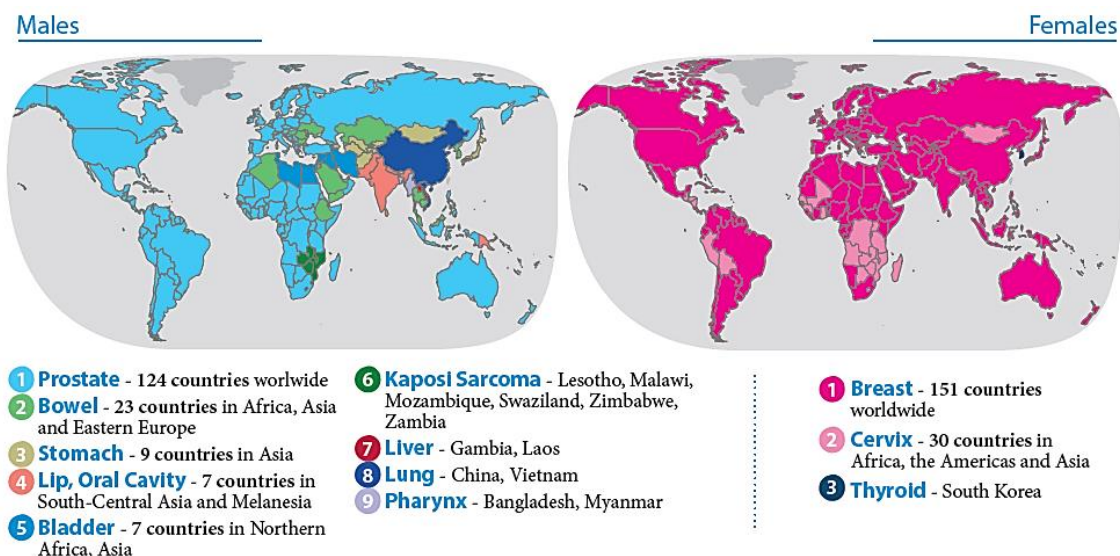 Males
Females
1 Prostate - 124 countries worlwide
2 Bowel - 23 countries in Africa, Asia
and Eastern Europe
3 Stomach - 9 countries in Asia
4 Lip, Oral Cavity - 7 countries in
South-Central Asia and Melanesia
5 Bladder - 7 countries in Northern
Africa, Asia
6 Kaposi Sarcoma - Lesotho, Malawi,
Mozambique, Swaziland, Zimbabwe,
Zambia
7 Liver - Gambia, Laos
8 Lung - China, Vietnam
9 Pharynx - Bangladesh, Myanmar
1 Breast - 151 countries
worldwide
2 Cervix - 30 countries in
Africa, the Americas and Asia
3 Thyroid - South Korea